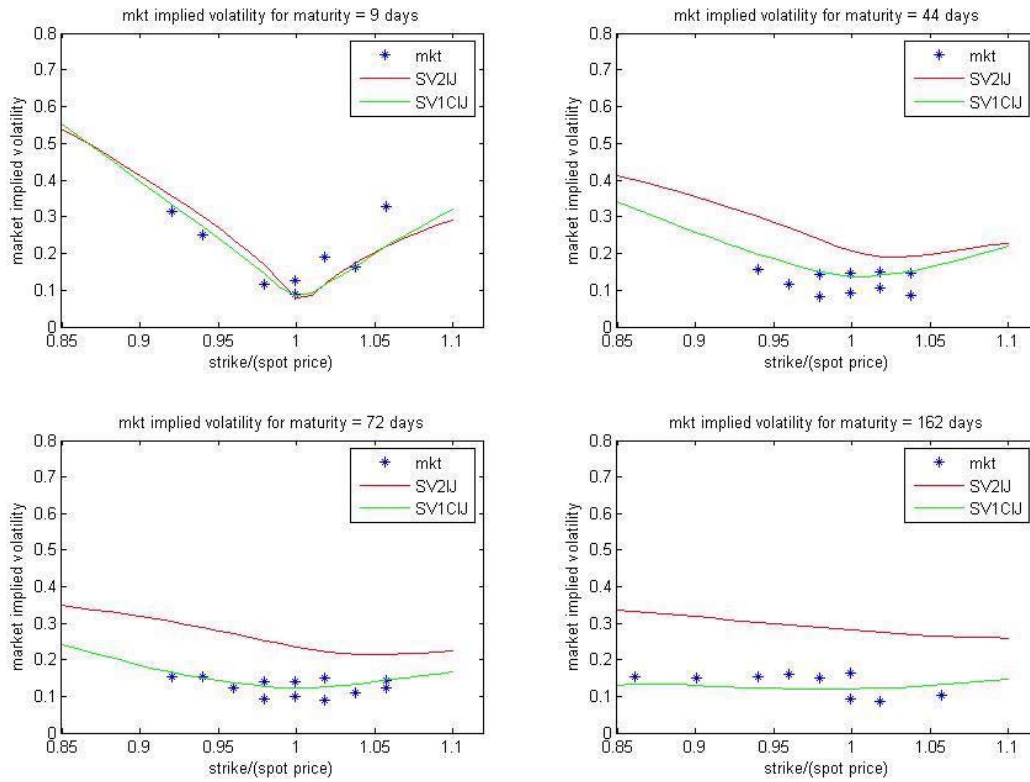 mkt implied volatility for maturity = 9 days
market implied volatility
0.8
0.7
0.6
0.5
0.4
0.3
0.2
0.1
0
mkt
SV2IJ
SV1CIJ
0.85
0.9
0.95
1
1.05
1.1
strike/(spot price)
mkt implied volatility for maturity = 44 days
market implied volatility
0.8
0.7
0.6
0.5
0.4
0.3
0.2
0.1
0
mkt
SV2IJ
SV1CIJ
0.85
0.9
0.95
1
1.05
1.1
strike/(spot price)
mkt implied volatility for maturity = 72 days
market implied volatility
0.8
0.7
0.6
0.5
0.4
0.3
0.2
0.1
0
mkt
SV2IJ
SV1CIJ
0.85
0.9
0.95
1
1.05
1.1
strike/(spot price)
mkt implied volatility for maturity = 162 days
market implied volatility
0.8
0.7
0.6
0.5
0.4
0.3
0.2
0.1
0
mkt
SV2IJ
SV1CIJ
0.85
0.9
0.95
1
1.05
1.1
strike/(spot price)